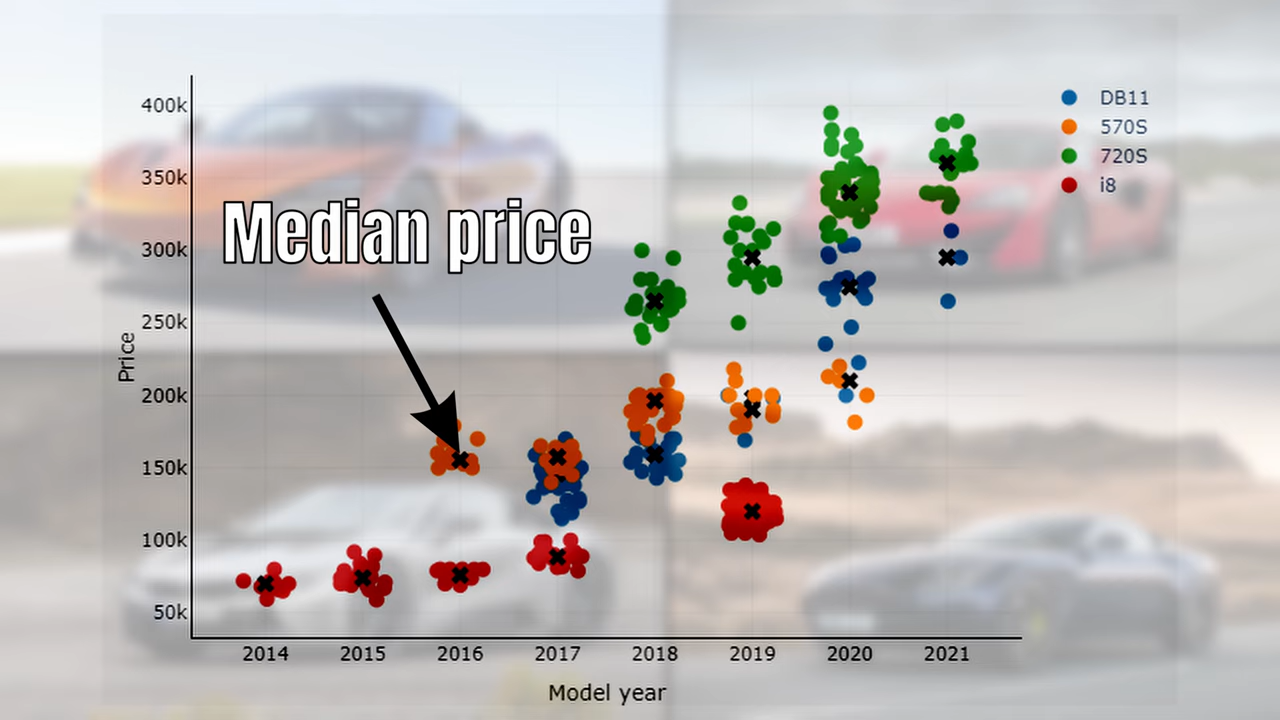 400k
350k
300k
250k
200k
150k
100k
50k
Price
Median price
DB11
570S
720S
i8
2014 2015 2016 2017 2018 2019 2020 2021
Model year